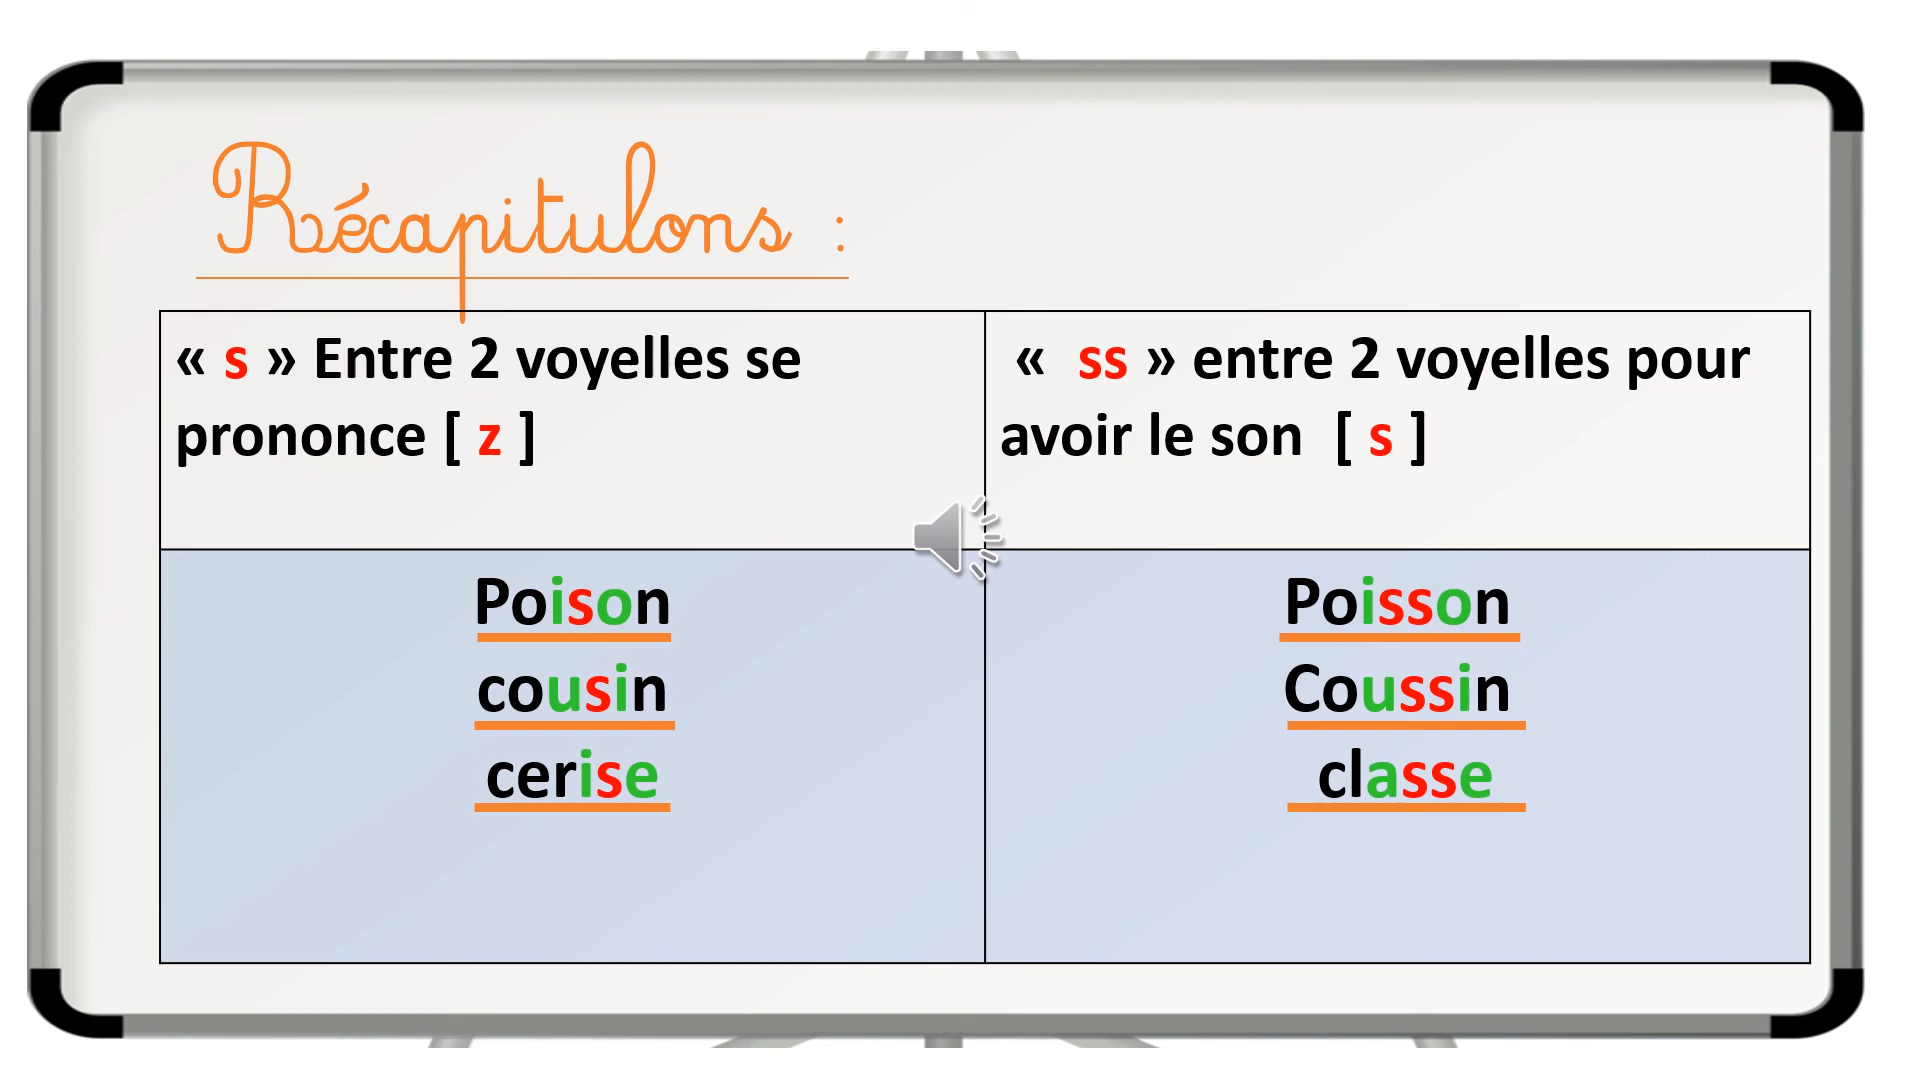 Récapitulons :
« s » Entre 2 voyelles se
prononce [ z ]
« ss » entre 2 voyelles pour
avoir le son [ s ]
Poison
cousin
cerise
Poisson
Coussin
classe